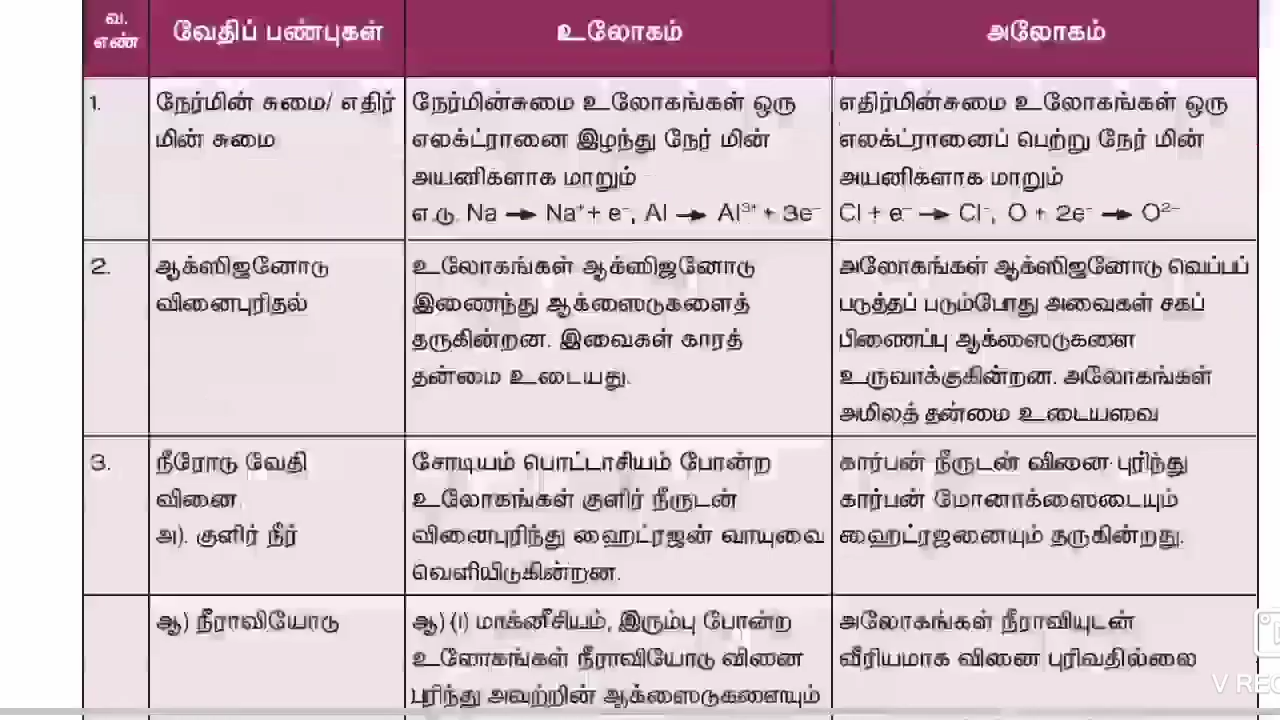 வ. எண்
வேதிப் பண்புகள்
உலோகம்
அலோகம்
1.
நேர்மின் சுமை/ எதிர்
மின் சுமை
நேர்மின்சுமை உலோகங்கள் ஒரு
எலக்ட்ரானை இழந்து நேர் மின்
அயனிகளாக மாறும்
எ.டு. Na → Na⁺ + e⁻, Al → Al³⁺ + 3e⁻
எதிர்மின்சுமை உலோகங்கள் ஒரு
எலக்ட்ரானைப் பெற்று நேர் மின்
அயனிகளாக மாறும்
Cl + e⁻ → Cl⁻, O + 2e⁻ → O²⁻
2.
ஆக்ஸிஜனோடு
வினைபுரிதல்
உலோகங்கள் ஆக்ஸிஜனோடு
இணைந்து ஆக்ஸைடுகளைத்
தருகின்றன. இவைகள் காரத்
தன்மை உடையது.
அலோகங்கள் ஆக்ஸிஜனோடு வெப்பப்
படுத்தப் படும்போது அவைகள் சகப்
பிணைப்பு ஆக்ஸைடுகளை
உருவாக்குகின்றன. அலோகங்கள்
அமிலத் தன்மை உடையவை
3.
நீரோடு வேதி
வினை.
அ). குளிர் நீர்
சோடியம் பொட்டாசியம் போன்ற
உலோகங்கள் குளிர் நீருடன்
வினைபுரிந்து ஹைட்ரஜன் வாயுவை
வெளியிடுகின்றன.
கார்பன் நீருடன் வினை புரிந்து
கார்பன் மோனாக்ஸைடையும்
ஹைட்ரஜனையும் தருகின்றது.
ஆ) நீராவியோடு
ஆ) (i) மாக்னீசியம், இரும்பு போன்ற
உலோகங்கள் நீராவியோடு வினை
புரிந்து அவற்றின் ஆக்ஸைடுகளையும்
அலோகங்கள் நீராவியுடன்
வீரியமாக வினை புரிவதில்லை
V REC